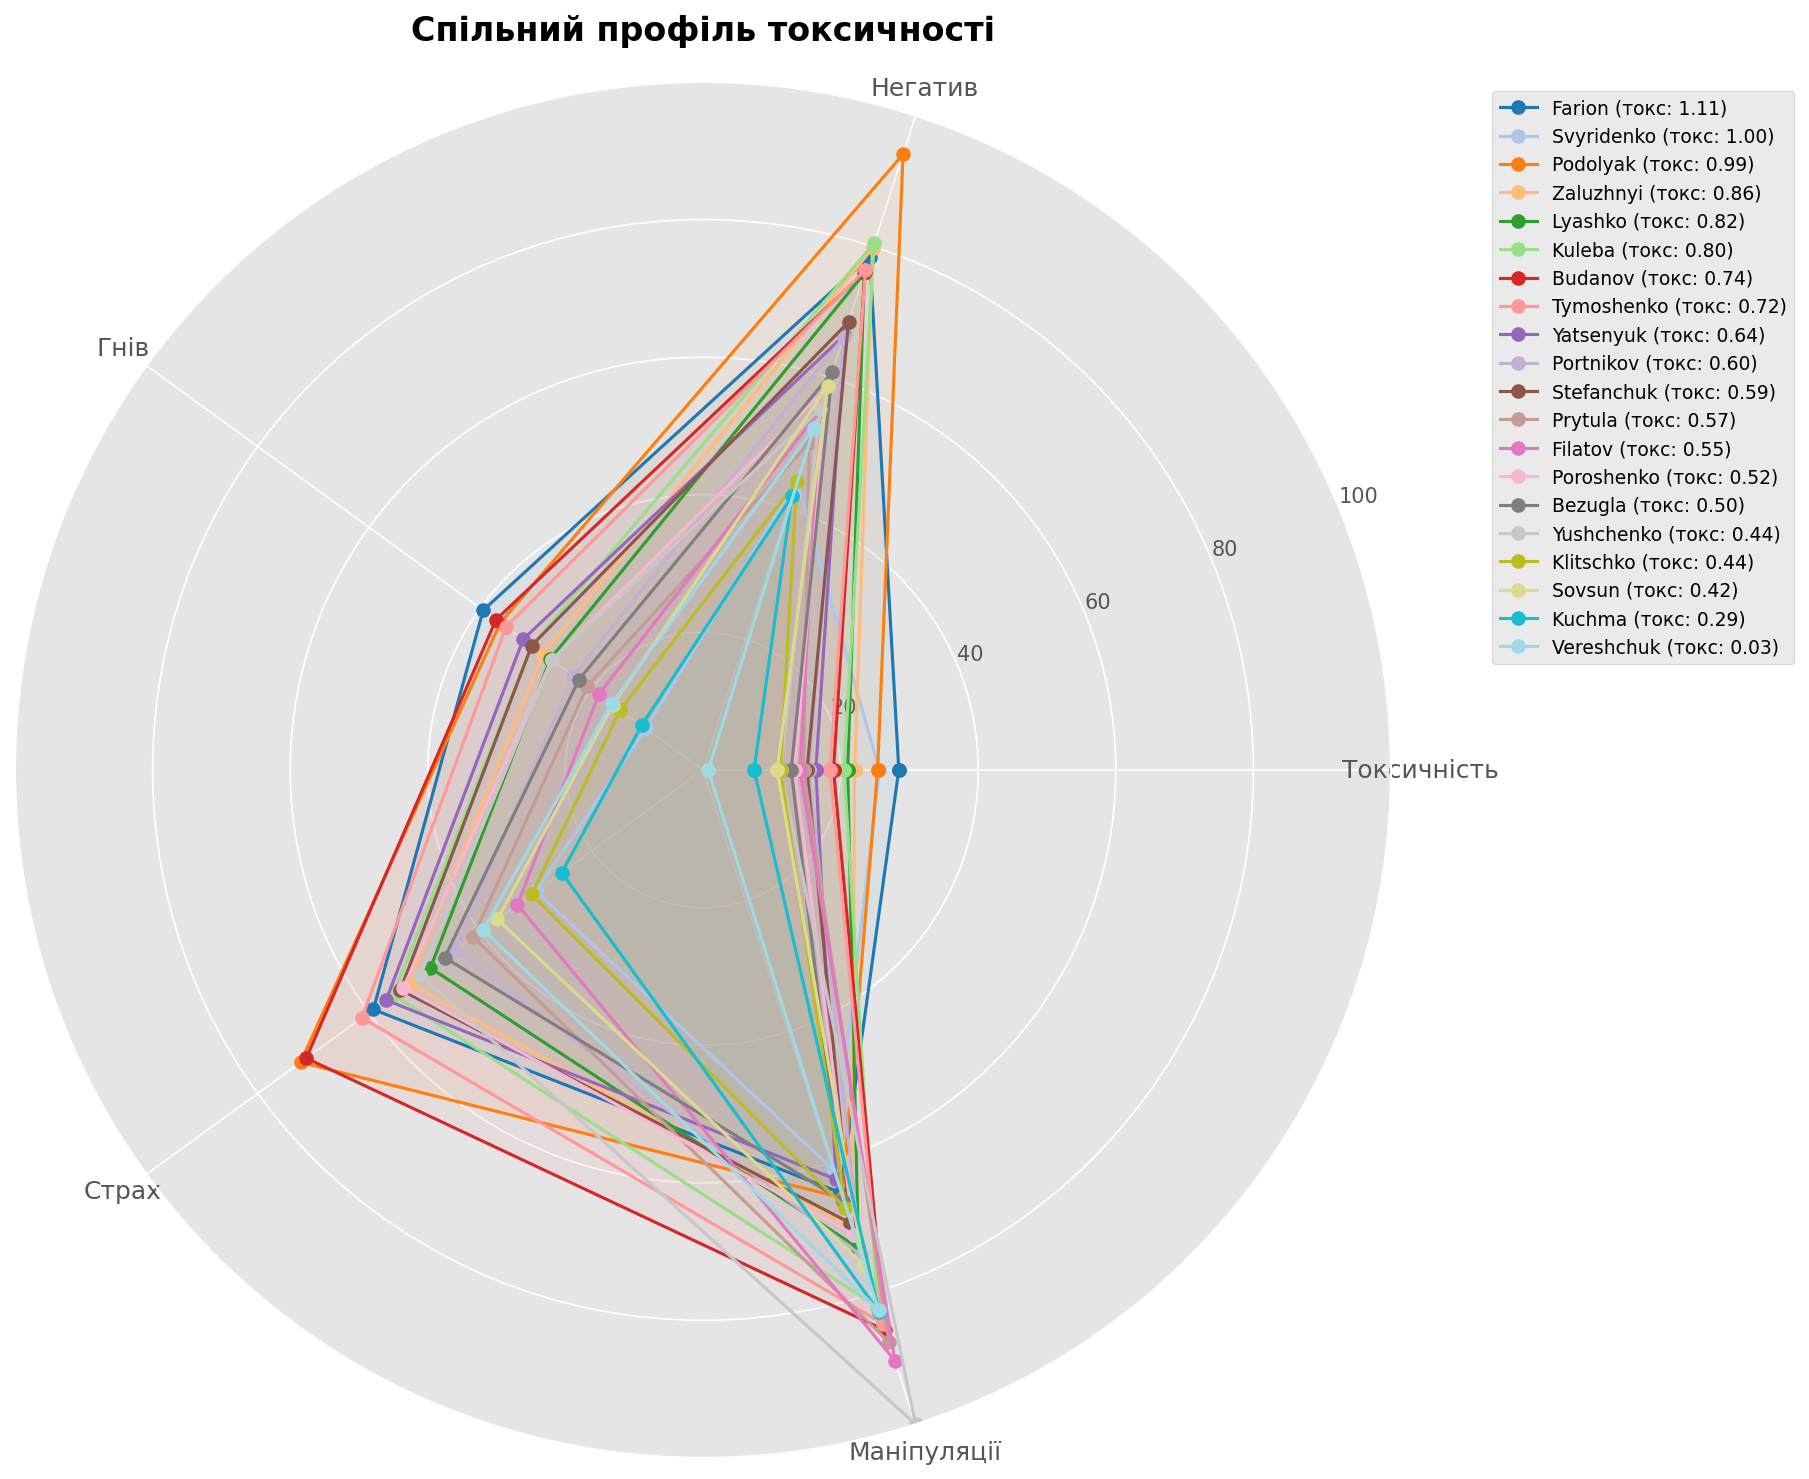 Спільний профіль токсичності
Негатив
Гнів
Токсичність
Страх
Маніпуляції
20
40
60
80
100
Farion (токс: 1.11)
Svyridenko (токс: 1.00)
Podolyak (токс: 0.99)
Zaluzhnyi (токс: 0.86)
Lyashko (токс: 0.82)
Kuleba (токс: 0.80)
Budanov (токс: 0.74)
Tymoshenko (токс: 0.72)
Yatsenyuk (токс: 0.64)
Portnikov (токс: 0.60)
Stefanchuk (токс: 0.59)
Prytula (токс: 0.57)
Filatov (токс: 0.55)
Poroshenko (токс: 0.52)
Bezugla (токс: 0.50)
Yushchenko (токс: 0.44)
Klitschko (токс: 0.44)
Sovsun (токс: 0.42)
Kuchma (токс: 0.29)
Vereshchuk (токс: 0.03)